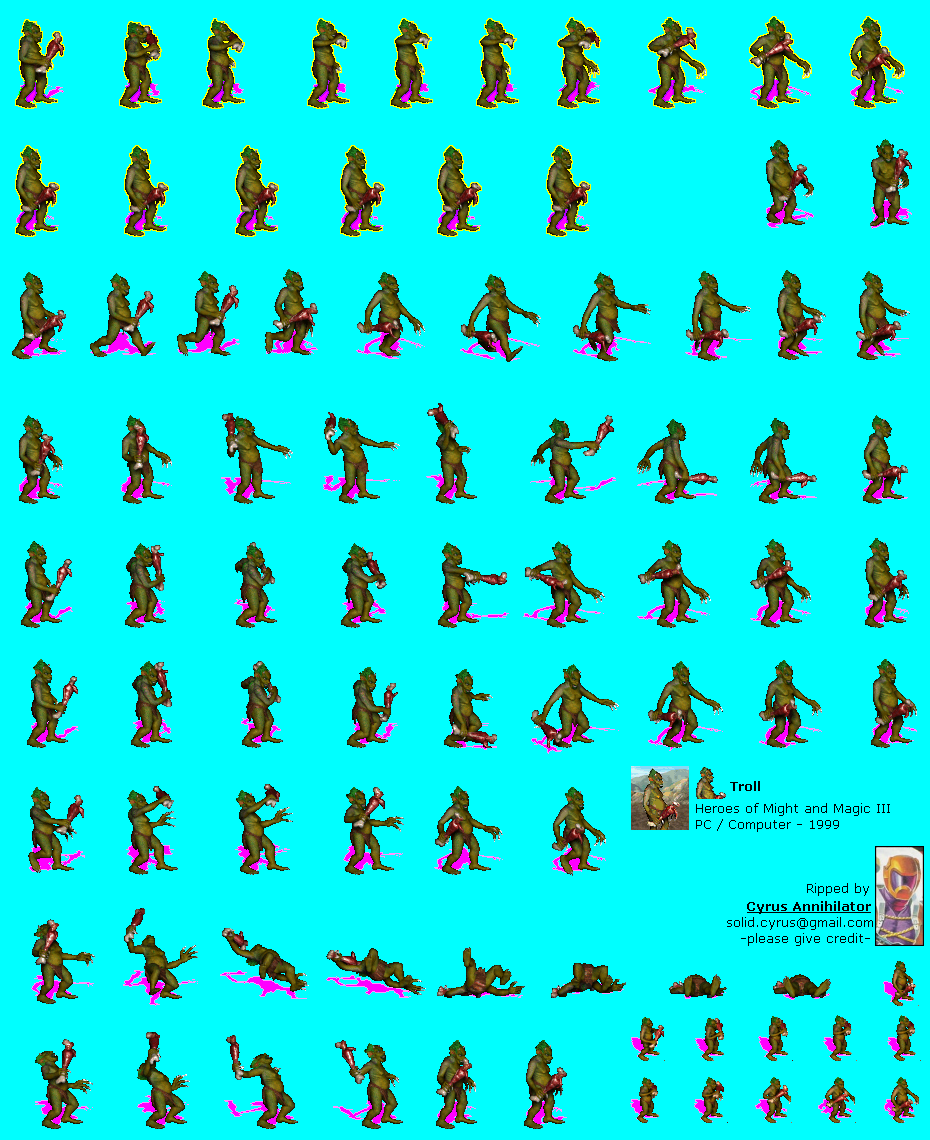 Troll
Heroes of Might and Magic III
PC / Computer - 1999
Ripped by
Cyrus Annihilator
solid.cyrus@gmail.com
-please give credit-